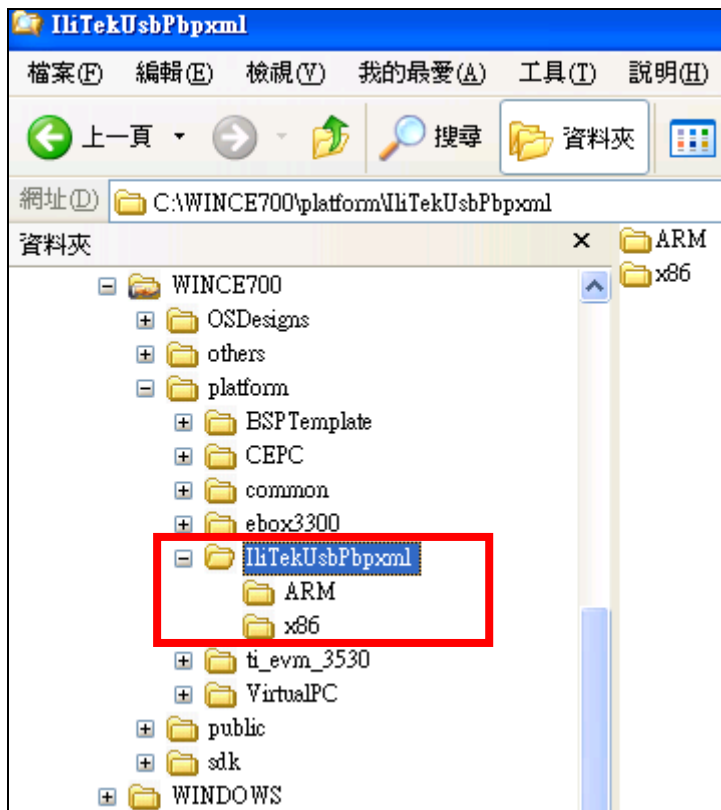 IliTekUsbPbpxml
檔案(F) 編輯(E) 檢視(V) 我的最愛(A) 工具(T) 說明(H)
上一頁 搜尋 資料夾
網址(D) C:\WINCE700\platform\IliTekUsbPbpxml
資料夾
ARM
x86
WINCE700
OSDesigns
others
platform
BSPTemplate
CEPC
common
ebox3300
IliTekUsbPbpxml
ARM
x86
ti_evm_3530
VirtualPC
public
sdk
WINDOWS